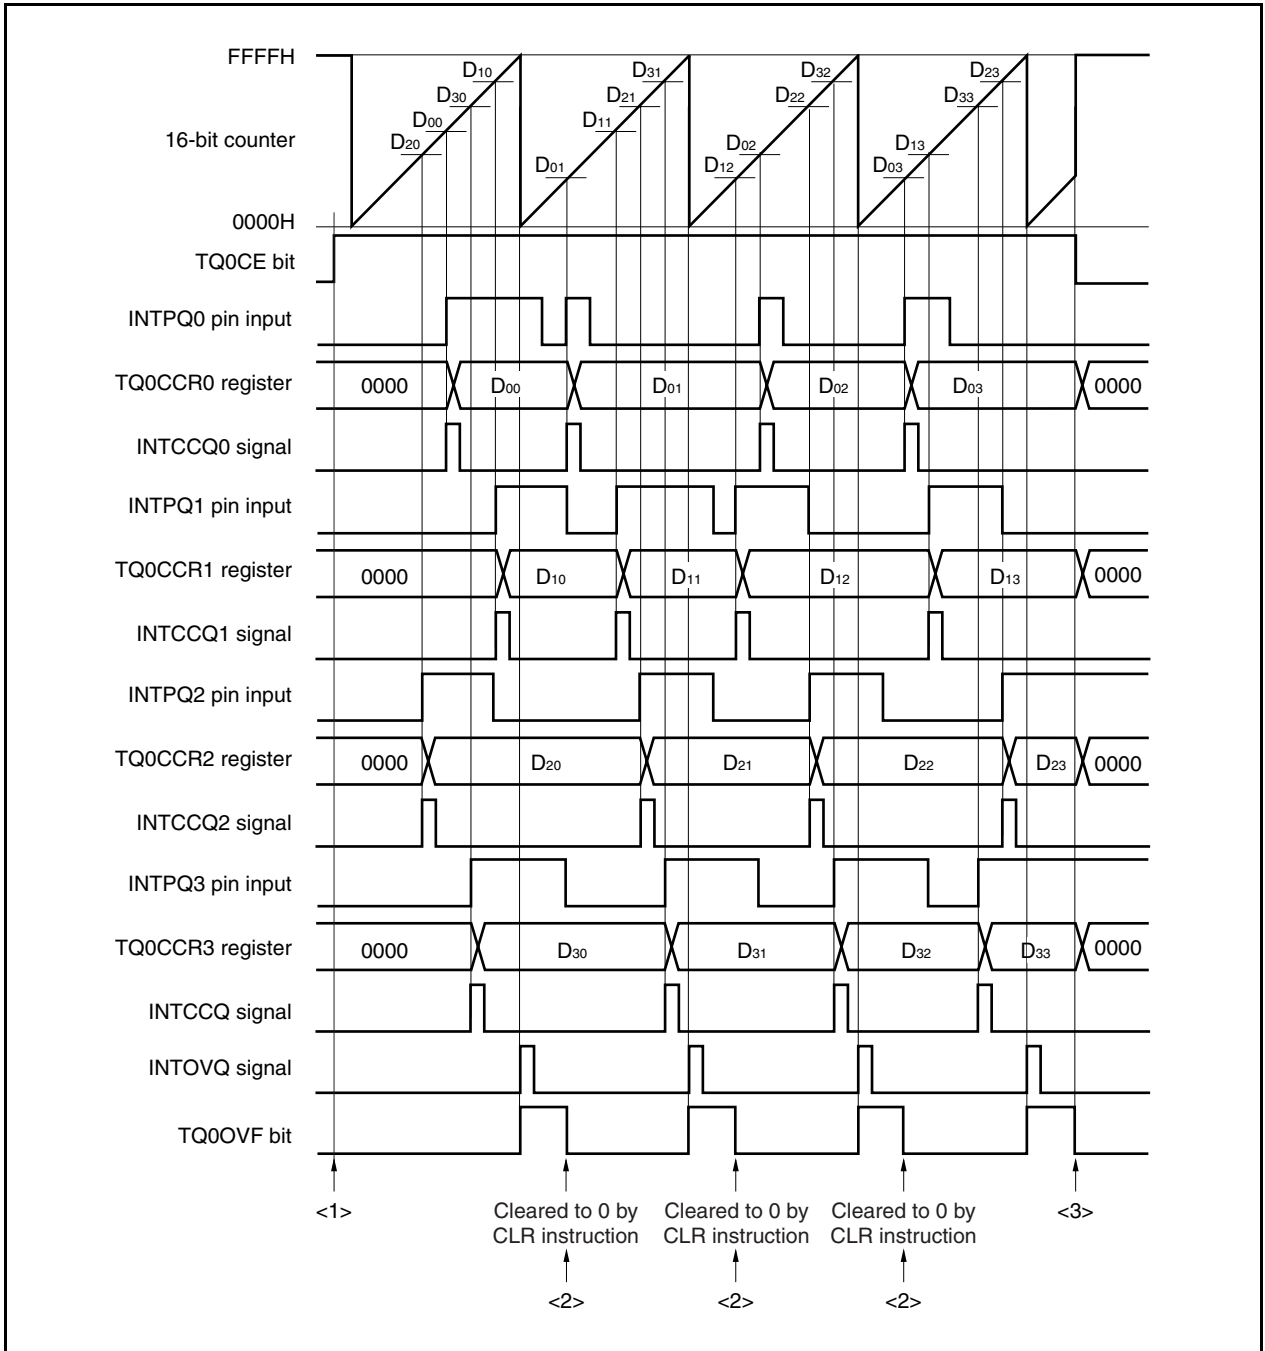 FFFFH
D10
D31
D32
D23
D30
D21
D22
D33
D00
D11
16-bit counter
D20
D02
D13
D01
D12
D03
0000H
TQ0CE bit
INTPQ0 pin input
TQ0CCR0 register
0000
D00
D01
D02
D03
0000
INTCCQ0 signal
INTPQ1 pin input
TQ0CCR1 register
0000
D10
D11
D12
D13
0000
INTCCQ1 signal
INTPQ2 pin input
TQ0CCR2 register
0000
D20
D21
D22
D23
0000
INTCCQ2 signal
INTPQ3 pin input
TQ0CCR3 register
0000
D30
D31
D32
D33
0000
INTCCQ signal
INTOVQ signal
TQ0OVF bit
<1>
Cleared to 0 by
CLR instruction
Cleared to 0 by
CLR instruction
Cleared to 0 by
CLR instruction
<3>
<2>
<2>
<2>